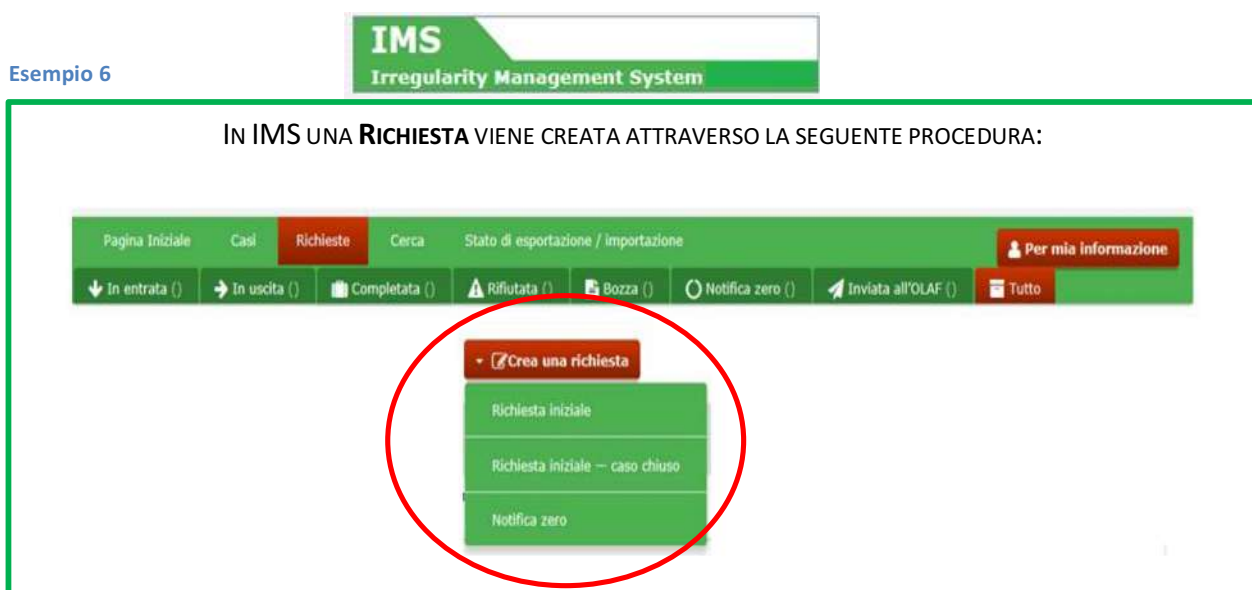 IMS
Irregularity Management System
Esempio 6
IN IMS UNA RICHIESTA VIENE CREATA ATTRAVERSO LA SEGUENTE PROCEDURA:
Pagina Iniziale Casi Richieste Cerca Stato di esportazione / importazione Per mia informazione
In entrata () In uscita () Completata () Rifiutata () Bozza () Notifica zero () Inviata all'OLAF () Tutto
Crea una richiesta
Richiesta iniziale
Richiesta iniziale — caso chiuso
Notifica zero